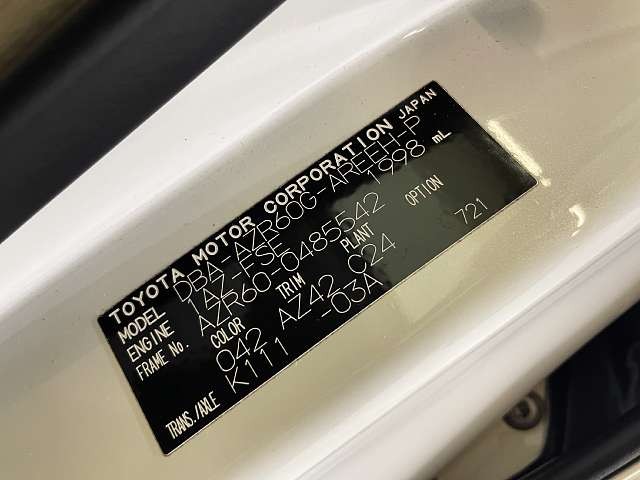 TOYOTA MOTOR CORPORATION JAPAN
MODEL DBA-AZR60G-AREEH-P
ENGINE 1AZ-FSE 1998 mL
FRAME No. AZR60-0485542
COLOR TRIM PLANT OPTION
042 AZ42 C24 721
TRANS./AXLE K111 -03A